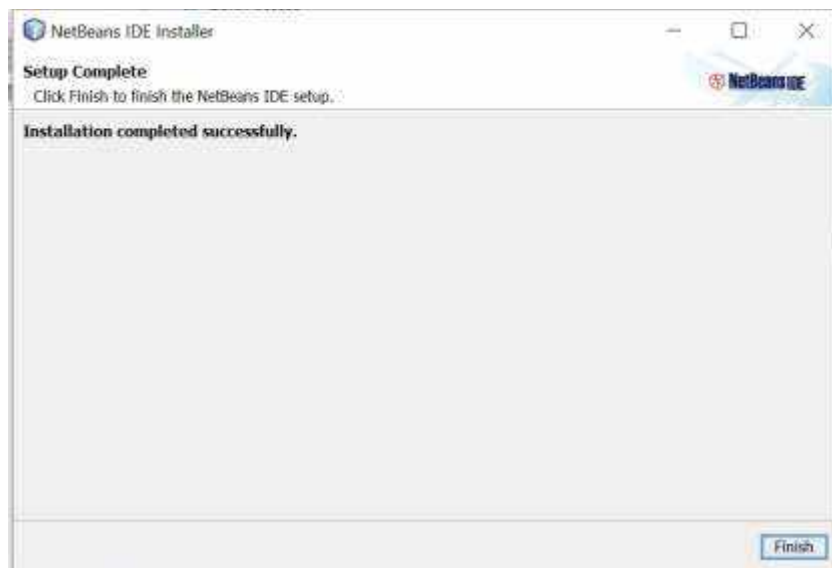 NetBeans IDE Installer
Setup Complete
Click Finish to finish the NetBeans IDE setup.
NetBeans IDE
Installation completed successfully.
Finish